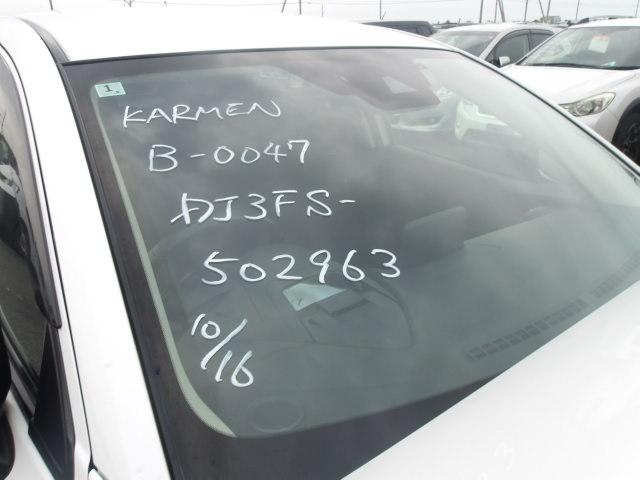 1.
KARMEN
B-0047
DJ3FS-
502963
10/16